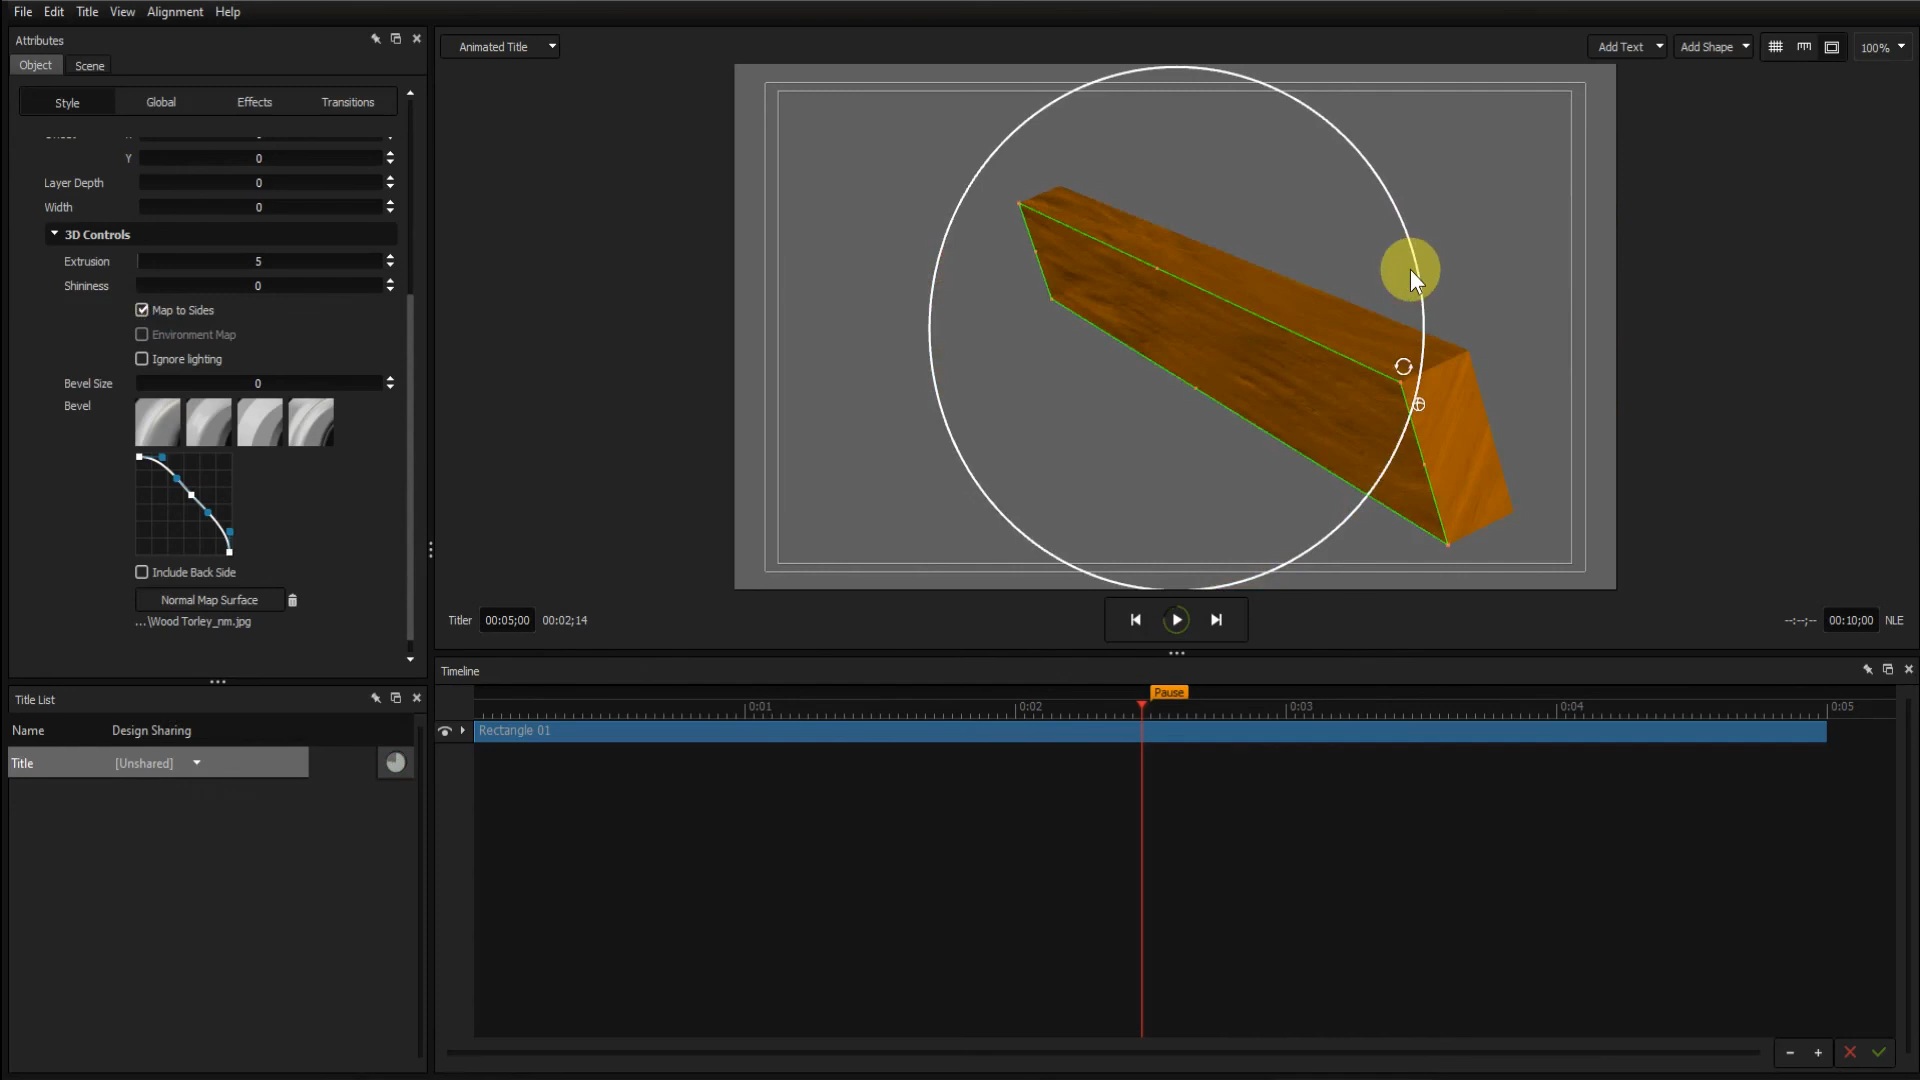 File Edit Title View Alignment Help
Attributes
Object Scene
Style Global Effects Transitions
Y 0
Layer Depth 0
Width 0
3D Controls
Extrusion 5
Shininess 0
Map to Sides
Environment Map
Ignore lighting
Bevel Size 0
Bevel
Include Back Side
Normal Map Surface
...\Wood Torley_nm.jpg
Title List
Name Design Sharing
Title [Unshared]
Animated Title
Add Text Add Shape 100%
Titler 00:05;00 00:02;14
--:--;-- 00:10;00 NLE
Timeline
Pause
0:01 0:02 0:03 0:04 0:05
Rectangle 01